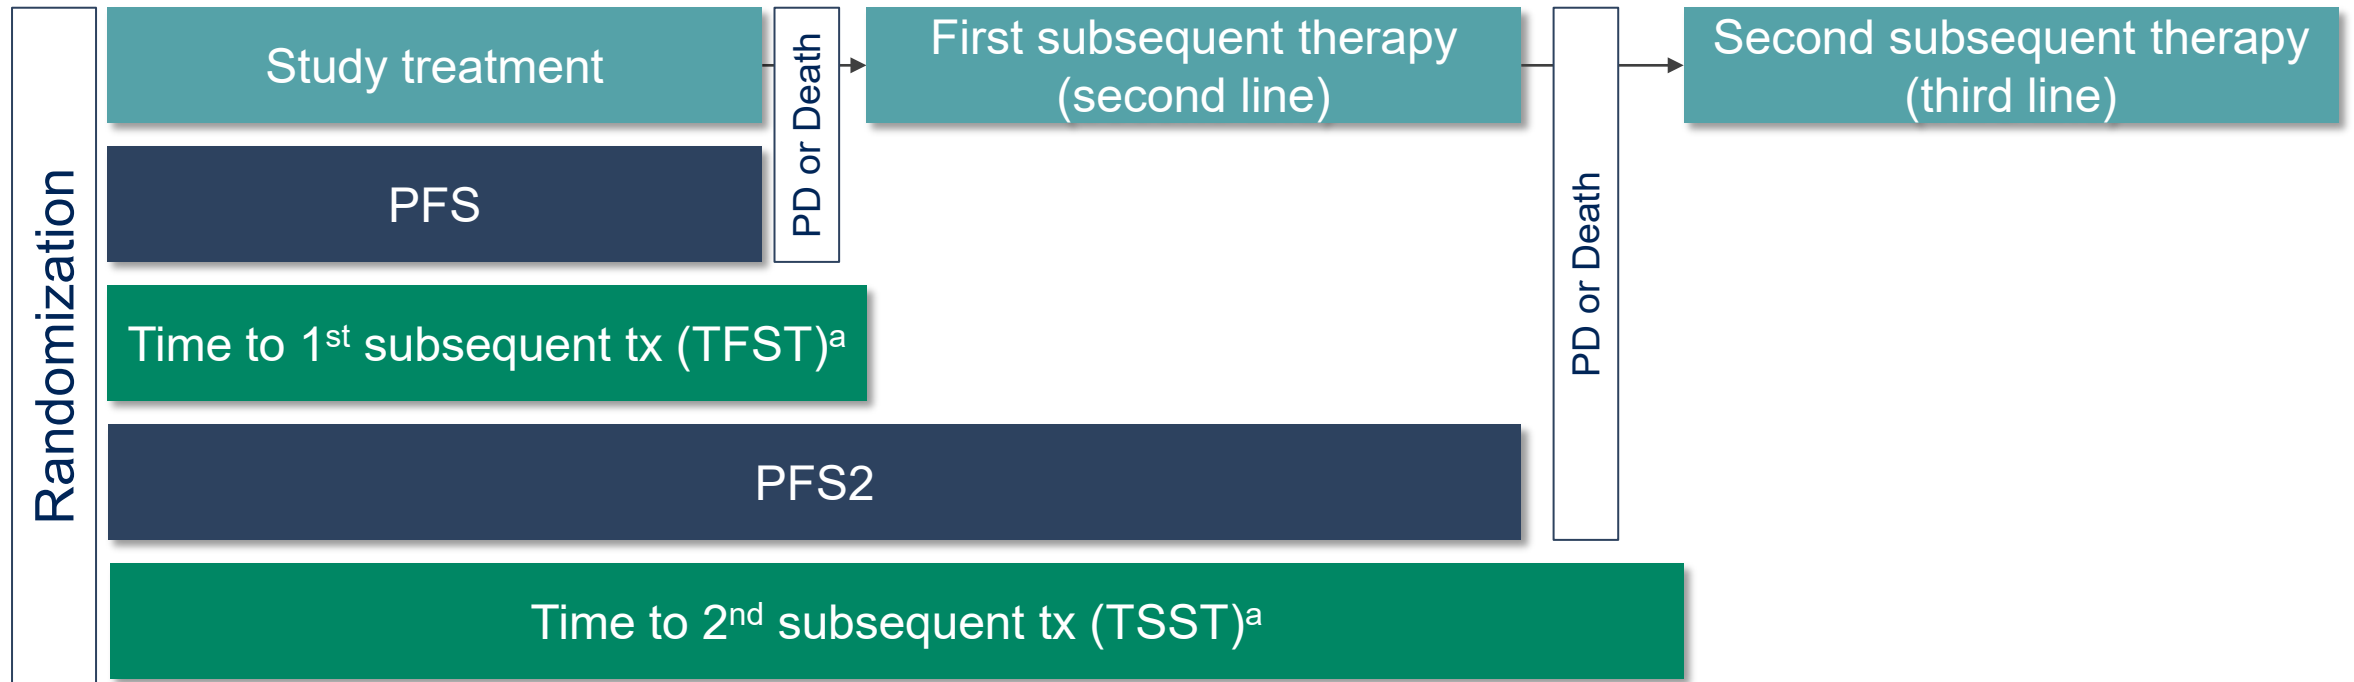 Randomization
Study treatment
PD or Death
First subsequent therapy
(second line)
PD or Death
Second subsequent therapy
(third line)
PFS
Time to 1st subsequent tx (TFST)a
PFS2
Time to 2nd subsequent tx (TSST)a